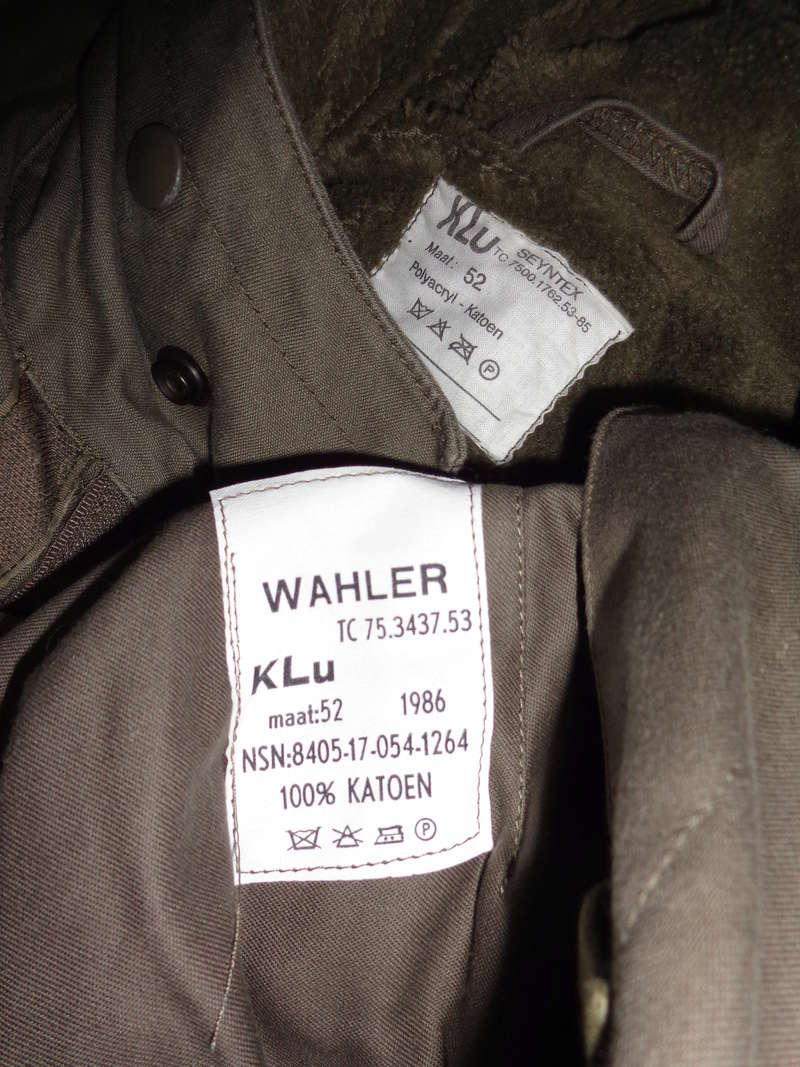 KLu SEYNTEX
TC 7500.1762.53-85
Maat: 52
Polyacryl - Katoen
P
WAHLER
TC 75.3437.53
KLu
maat:52 1986
NSN:8405-17-054-1264
100% KATOEN
P